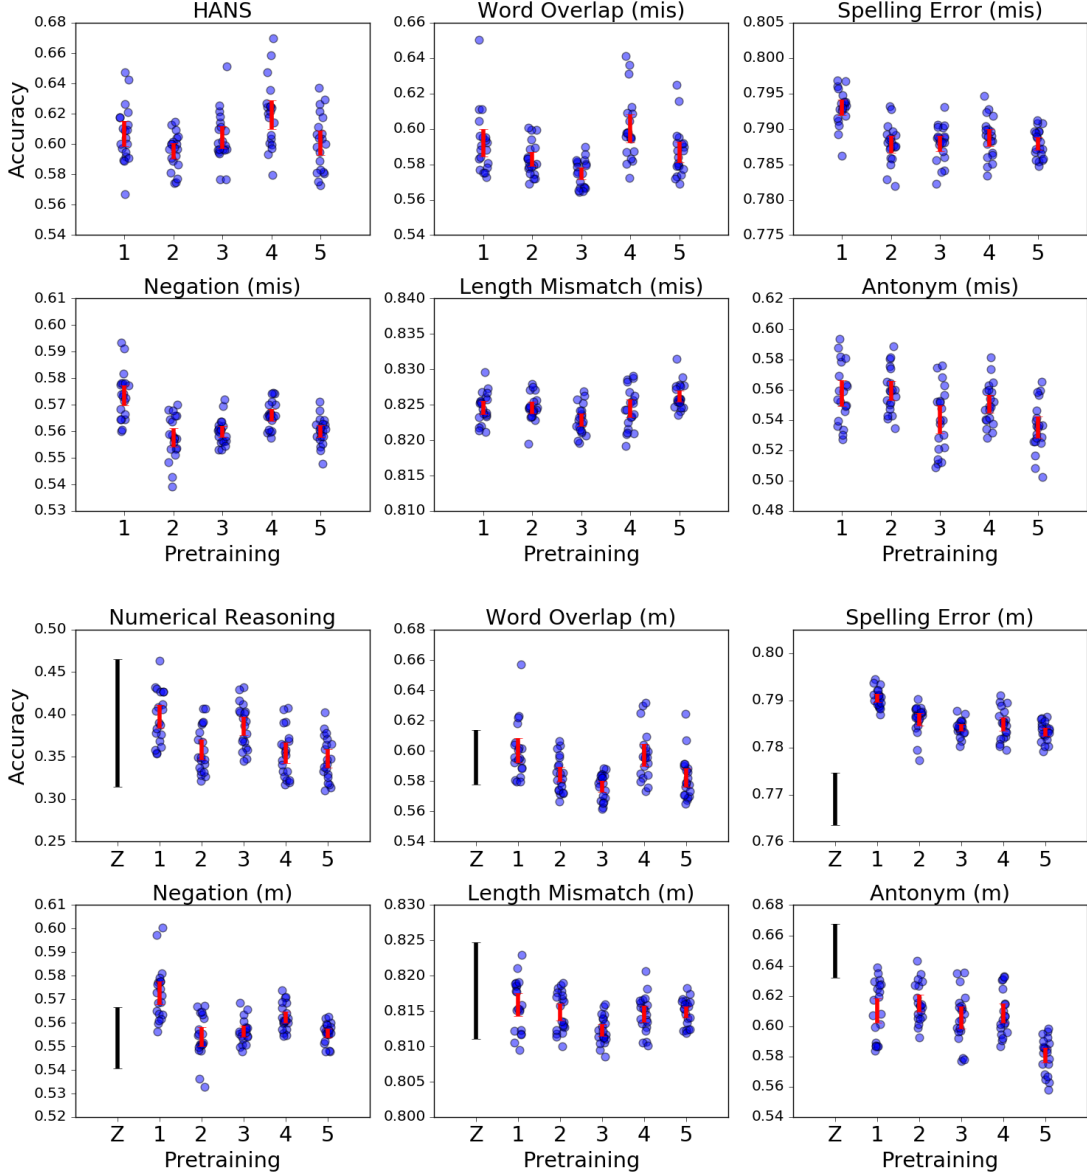 HANS
Word Overlap (mis)
Spelling Error (mis)
Accuracy
0.68
0.66
0.64
0.62
0.60
0.58
0.56
0.54
1 2 3 4 5
0.66
0.64
0.62
0.60
0.58
0.56
0.54
1 2 3 4 5
0.805
0.800
0.795
0.790
0.785
0.780
0.775
1 2 3 4 5
Negation (mis)
Length Mismatch (mis)
Antonym (mis)
0.61
0.60
0.59
0.58
0.57
0.56
0.55
0.54
0.53
1 2 3 4 5
Pretraining
0.840
0.835
0.830
0.825
0.820
0.815
0.810
1 2 3 4 5
Pretraining
0.62
0.60
0.58
0.56
0.54
0.52
0.50
0.48
1 2 3 4 5
Pretraining
Numerical Reasoning
Word Overlap (m)
Spelling Error (m)
Accuracy
0.50
0.45
0.40
0.35
0.30
0.25
Z 1 2 3 4 5
0.68
0.66
0.64
0.62
0.60
0.58
0.56
0.54
Z 1 2 3 4 5
0.80
0.79
0.78
0.77
0.76
Z 1 2 3 4 5
Negation (m)
Length Mismatch (m)
Antonym (m)
0.61
0.60
0.59
0.58
0.57
0.56
0.55
0.54
0.53
0.52
Z 1 2 3 4 5
Pretraining
0.830
0.825
0.820
0.815
0.810
0.805
0.800
Z 1 2 3 4 5
Pretraining
0.68
0.66
0.64
0.62
0.60
0.58
0.56
0.54
Z 1 2 3 4 5
Pretraining